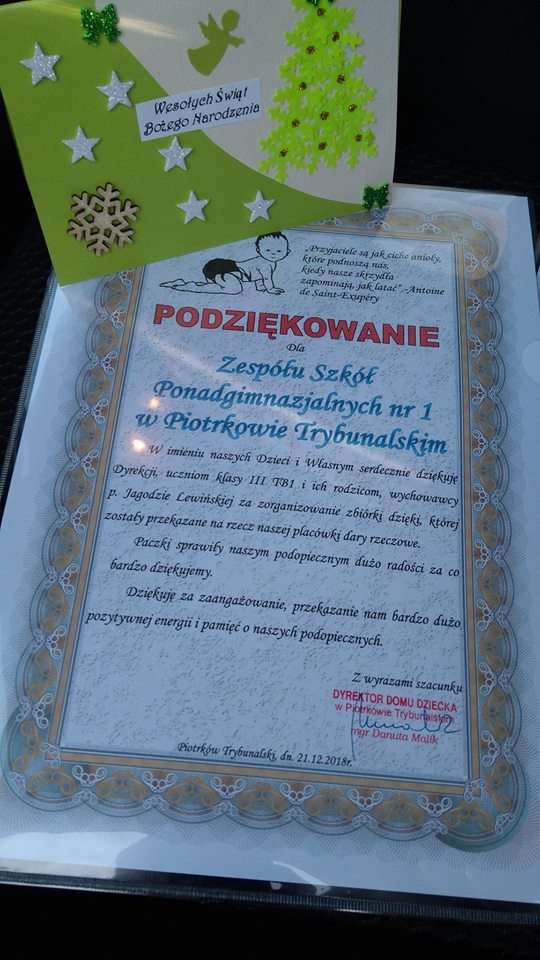 Wesołych Świąt
Bożego Narodzenia
„Przyjaciele są jak ciche anioły,
które podnoszą nas,
kiedy nasze skrzydła
zapominają, jak latać".-Antoine
de Saint-Exupéry
PODZIĘKOWANIE
Dla
Zespółu Szkół
Ponadgimnazjalnych nr 1
w Piotrkowie Trybunalskim
W imieniu naszych Dzieci i Własnym serdecznie dziękuję
Dyrekcji, uczniom klasy III TB1 i ich rodzicom, wychowawcy
p. Jagodzie Lewińskiej za zorganizowanie zbiórki dzięki, której
zostały przekazane na rzecz naszej placówki dary rzeczowe.
Paczki sprawiły naszym podopiecznym dużo radości za co
bardzo dziękujemy.
Dziękuję za zaangażowanie, przekazanie nam bardzo dużo
pozytywnej energii i pamięć o naszych podopiecznych.
Z wyrazami szacunku
DYREKTOR DOMU DZIECKA
w Piotrkowie Trybunalskim
mgr Danuta Malik
Piotrków Trybunalski, dn. 21.12.2018r.